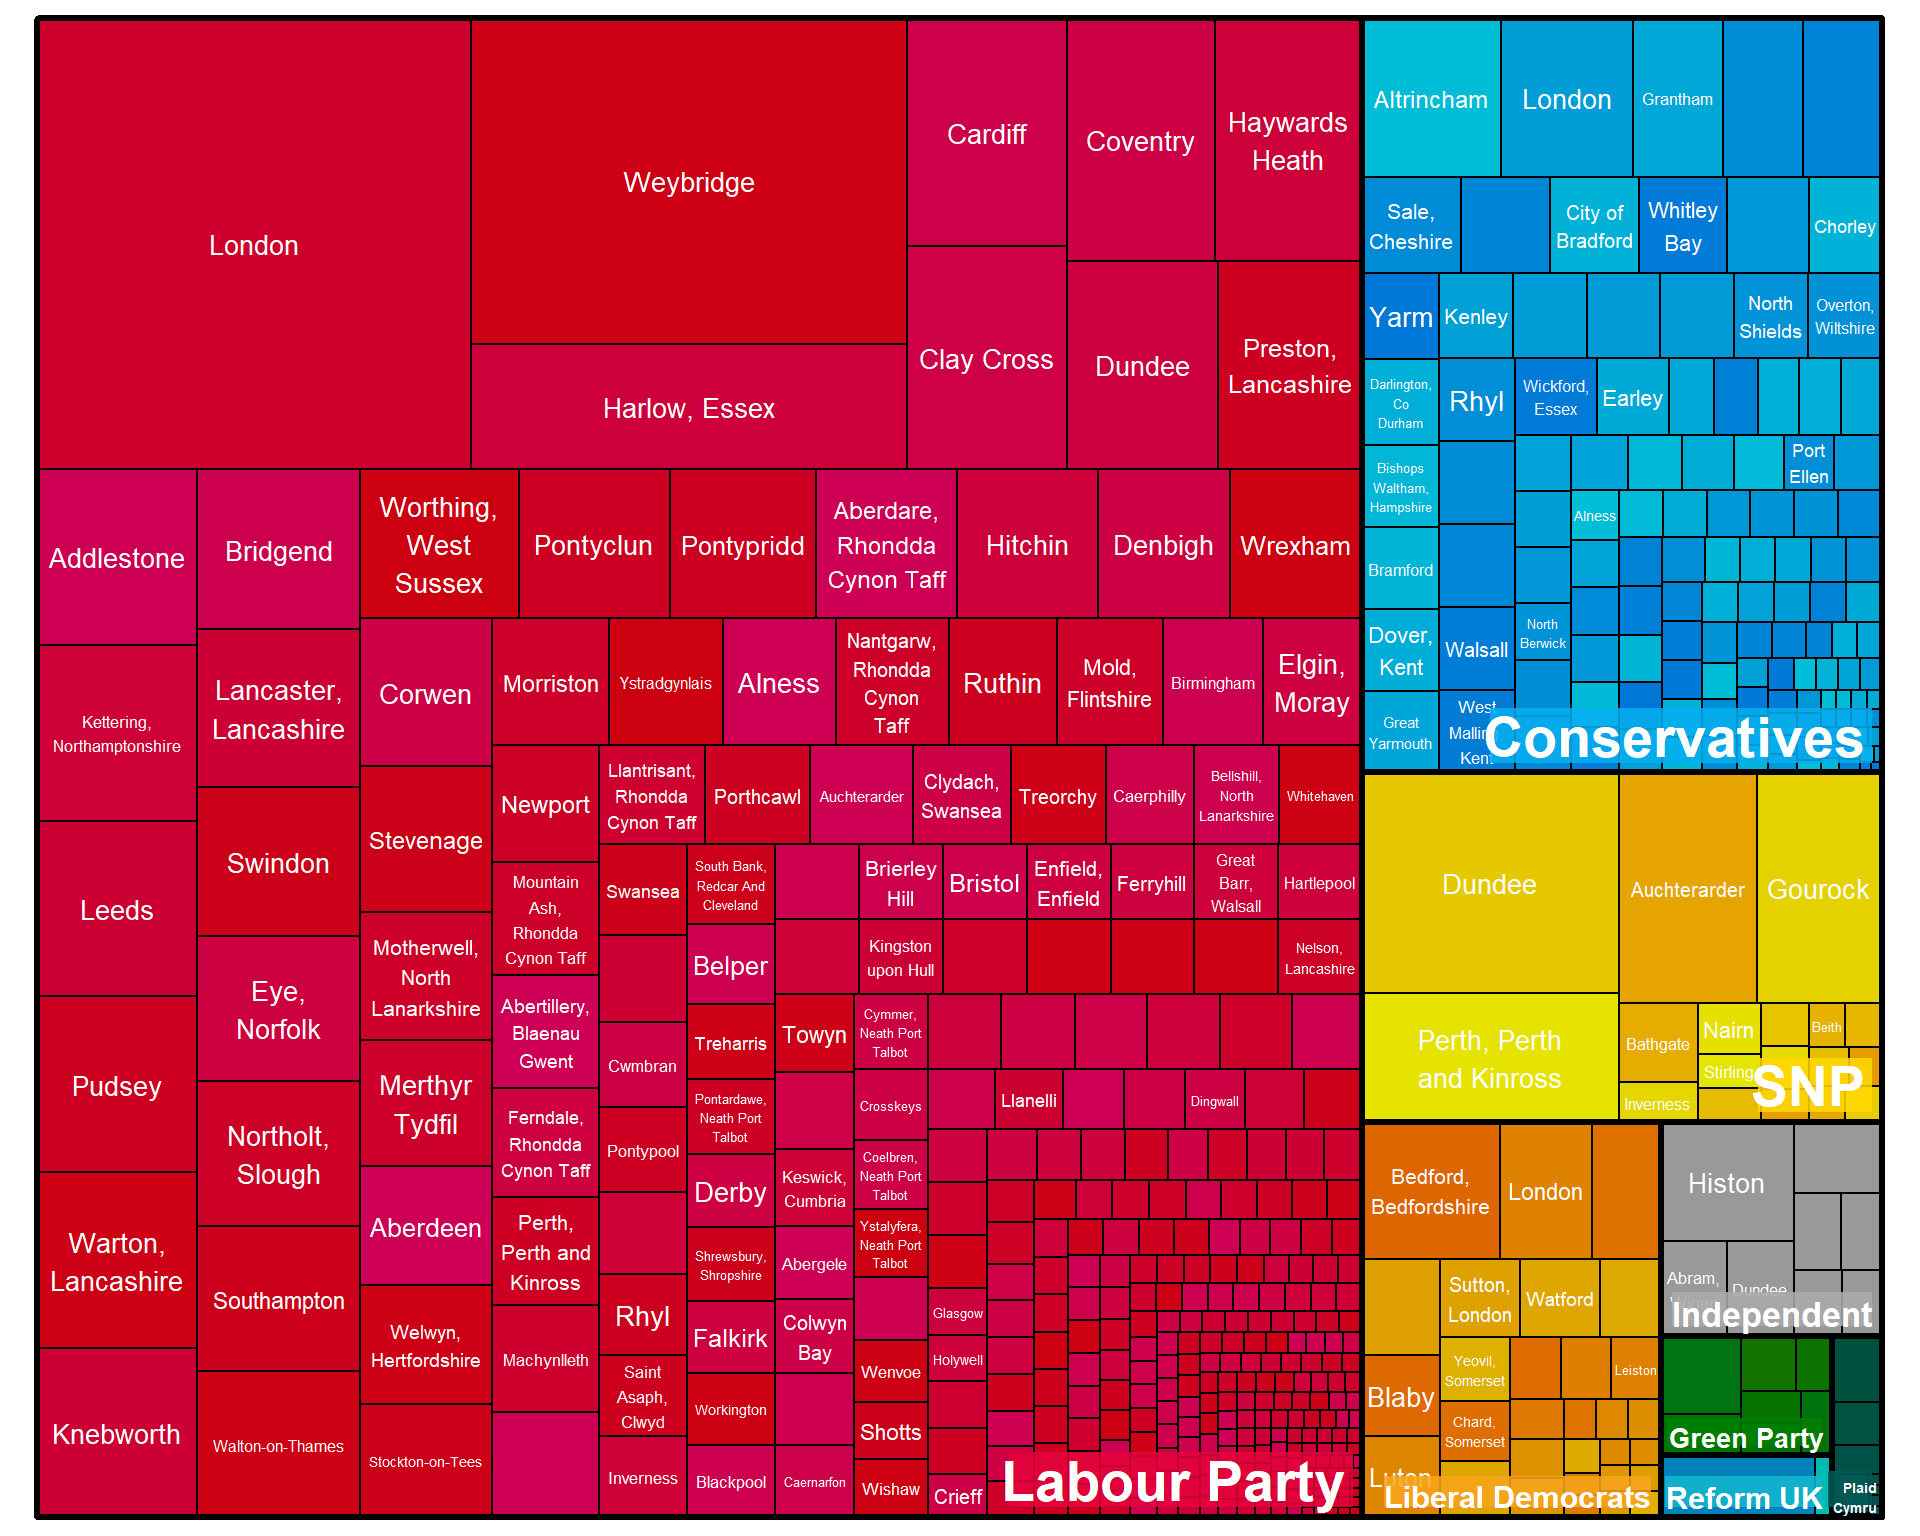 London
Weybridge
Harlow, Essex
Cardiff
Coventry
Haywards
Heath
Clay Cross
Dundee
Preston,
Lancashire
Addlestone
Kettering,
Northamptonshire
Leeds
Pudsey
Warton,
Lancashire
Knebworth
Bridgend
Lancaster,
Lancashire
Swindon
Eye,
Norfolk
Northolt,
Slough
Southampton
Walton-on-Thames
Worthing,
West
Sussex
Pontyclun
Pontypridd
Aberdare,
Rhondda
Cynon Taff
Hitchin
Denbigh
Wrexham
Corwen
Stevenage
Motherwell,
North
Lanarkshire
Merthyr
Tydfil
Aberdeen
Welwyn,
Hertfordshire
Stockton-on-Tees
Morriston
Ystradgynlais
Alness
Nantgarw,
Rhondda
Cynon
Taff
Ruthin
Mold,
Flintshire
Birmingham
Elgin,
Moray
Newport
Mountain
Ash,
Rhondda
Cynon Taff
Abertillery,
Blaenau
Gwent
Ferndale,
Rhondda
Cynon Taff
Perth,
Perth and
Kinross
Machynlleth
Llantrisant,
Rhondda
Cynon Taff
Porthcawl
Auchterarder
Clydach,
Swansea
Treorchy
Caerphilly
Bellshill,
North
Lanarkshire
Whitehaven
Swansea
Cwmbran
Pontypool
Rhyl
Saint
Asaph,
Clwyd
Inverness
South Bank,
Redcar And
Cleveland
Belper
Treharris
Pontardawe,
Neath Port
Talbot
Derby
Shrewsbury,
Shropshire
Falkirk
Workington
Blackpool
Brierley
Hill
Bristol
Enfield,
Enfield
Ferryhill
Great
Barr,
Walsall
Hartlepool
Kingston
upon Hull
Nelson,
Lancashire
Towyn
Keswick,
Cumbria
Abergele
Colwyn
Bay
Caernarfon
Cymmer,
Neath Port
Talbot
Crosskeys
Coelbren,
Neath Port
Talbot
Ystalyfera,
Neath Port
Talbot
Wenvoe
Shotts
Wishaw
Llanelli
Dingwall
Glasgow
Holywell
Crieff
Labour Party
Altrincham
London
Grantham
Sale,
Cheshire
City of
Bradford
Whitley
Bay
Chorley
Yarm
Kenley
North
Shields
Overton,
Wiltshire
Darlington,
Co
Durham
Rhyl
Wickford,
Essex
Earley
Bishops
Waltham,
Hampshire
Port
Ellen
Alness
Bramford
Dover,
Kent
Walsall
North
Berwick
Great
Yarmouth
West
Malling,
Kent
Conservatives
Dundee
Auchterarder
Gourock
Perth, Perth
and Kinross
Bathgate
Nairn
Beith
Stirling
Inverness
SNP
Bedford,
Bedfordshire
London
Sutton,
London
Watford
Blaby
Yeovil,
Somerset
Leiston
Chard,
Somerset
Luton
Liberal Democrats
Histon
Abram,
Wigan
Dundee
Independent
Green Party
Reform UK
Plaid
Cymru